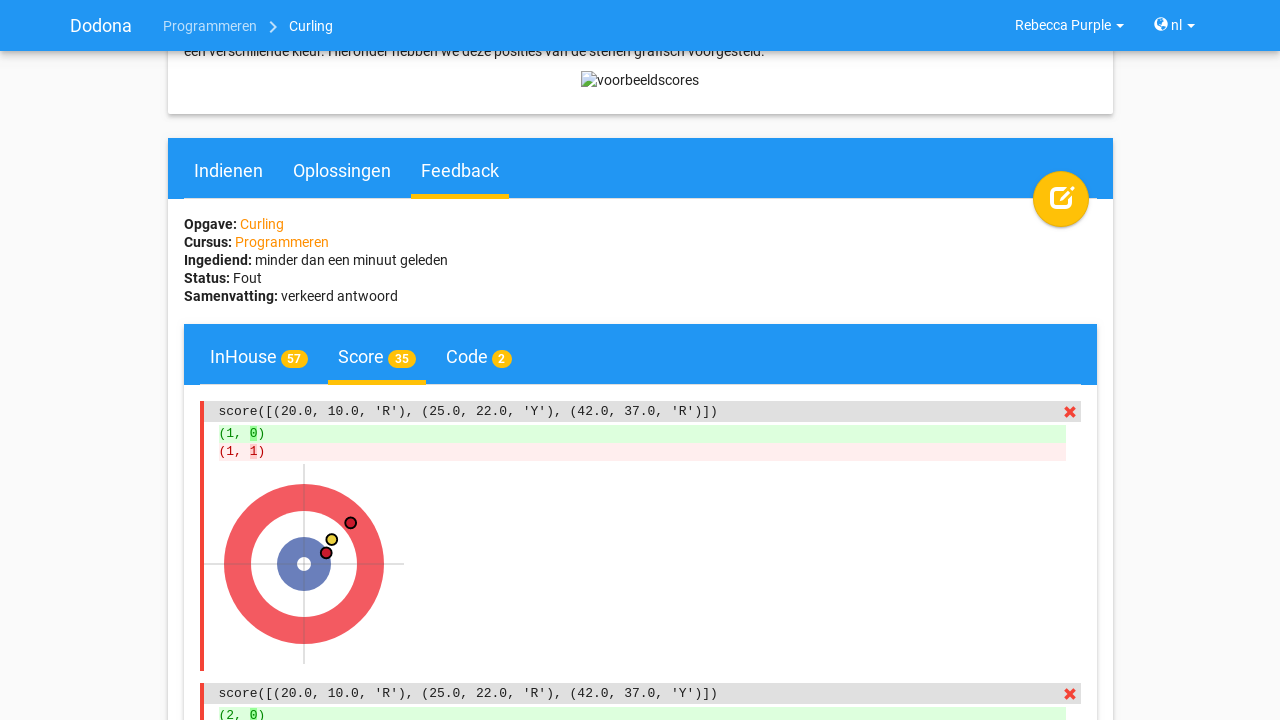 Dodona Programmeren Curling Rebecca Purple nl
een verschillende kleur. Hieronder hebben we deze posities van de stenen grafisch voorgesteld.
voorbeeldscores
Indienen Oplossingen Feedback
Opgave: Curling
Cursus: Programmeren
Ingediend: minder dan een minuut geleden
Status: Fout
Samenvatting: verkeerd antwoord
InHouse 57 Score 35 Code 2
score([(20.0, 10.0, 'R'), (25.0, 22.0, 'Y'), (42.0, 37.0, 'R')])
(1, 0)
(1, 1)
score([(20.0, 10.0, 'R'), (25.0, 22.0, 'R'), (42.0, 37.0, 'Y')])
(2, 0)